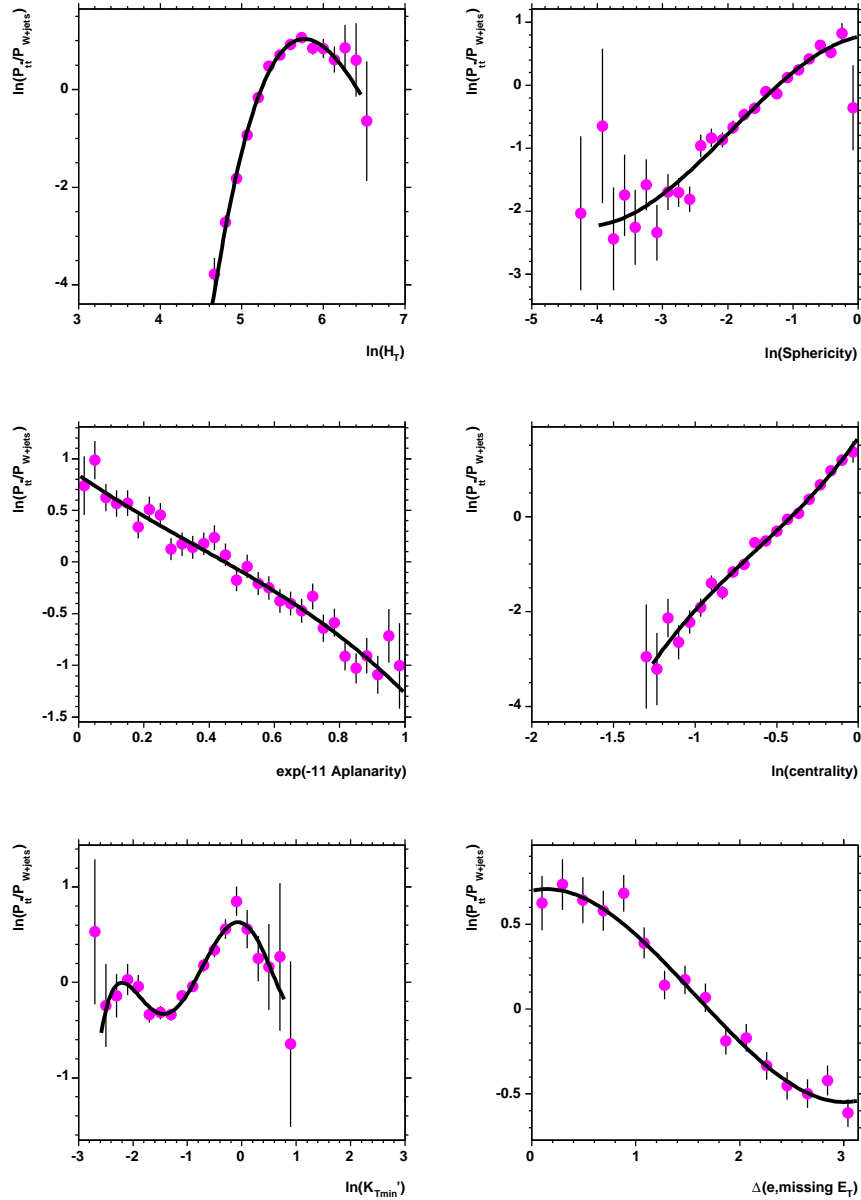 ln(P_tt̄/P_W+jets)
1
0
-2
-4
3 4 5 6 7
ln(H_T)
ln(P_tt̄/P_W+jets)
1
0
-1
-2
-3
-5 -4 -3 -2 -1 0
ln(Sphericity)
ln(P_tt̄/P_W+jets)
1
0.5
0
-0.5
-1
-1.5
0 0.2 0.4 0.6 0.8 1
exp(-11 Aplanarity)
ln(P_tt̄/P_W+jets)
1
0
-2
-4
-2 -1.5 -1 -0.5 0
ln(centrality)
ln(P_tt̄/P_W+jets)
1
0
-1
-3 -2 -1 0 1 2 3
ln(K_Tmin')
ln(P_tt̄/P_W+jets)
1
0.5
0
-0.5
0 1 2 3
Δ(e,missing E_T)